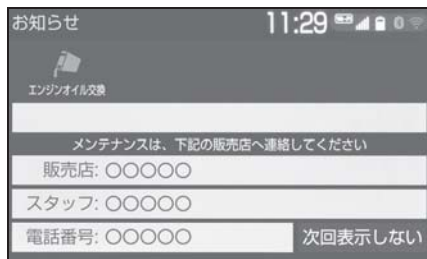 お知らせ 11:29
エンジンオイル交換
メンテナンスは、下記の販売店へ連絡してください
販売店: ○○○○○
スタッフ: ○○○○○
電話番号: ○○○○○ 次回表示しない